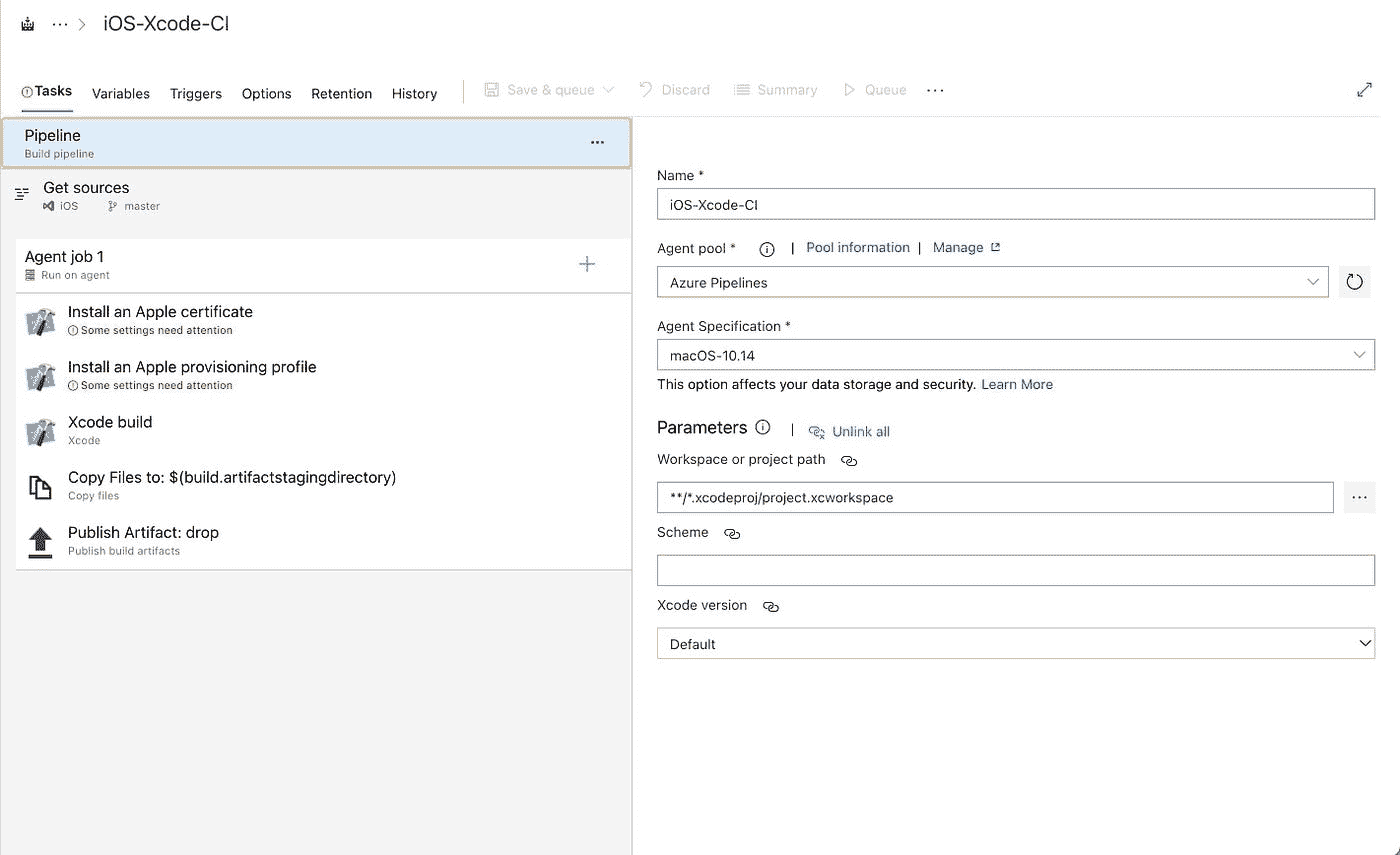 ··· > iOS-Xcode-CI
Tasks Variables Triggers Options Retention History Save & queue Discard Summary Queue ···
Pipeline
Build pipeline
Get sources
iOS master
Agent job 1
Run on agent
Install an Apple certificate
Some settings need attention
Install an Apple provisioning profile
Some settings need attention
Xcode build
Xcode
Copy Files to: $(build.artifactstagingdirectory)
Copy files
Publish Artifact: drop
Publish build artifacts
Name *
iOS-Xcode-CI
Agent pool * | Pool information | Manage
Azure Pipelines
Agent Specification *
macOS-10.14
This option affects your data storage and security. Learn More
Parameters | Unlink all
Workspace or project path
**/*.xcodeproj/project.xcworkspace
Scheme
Xcode version
Default